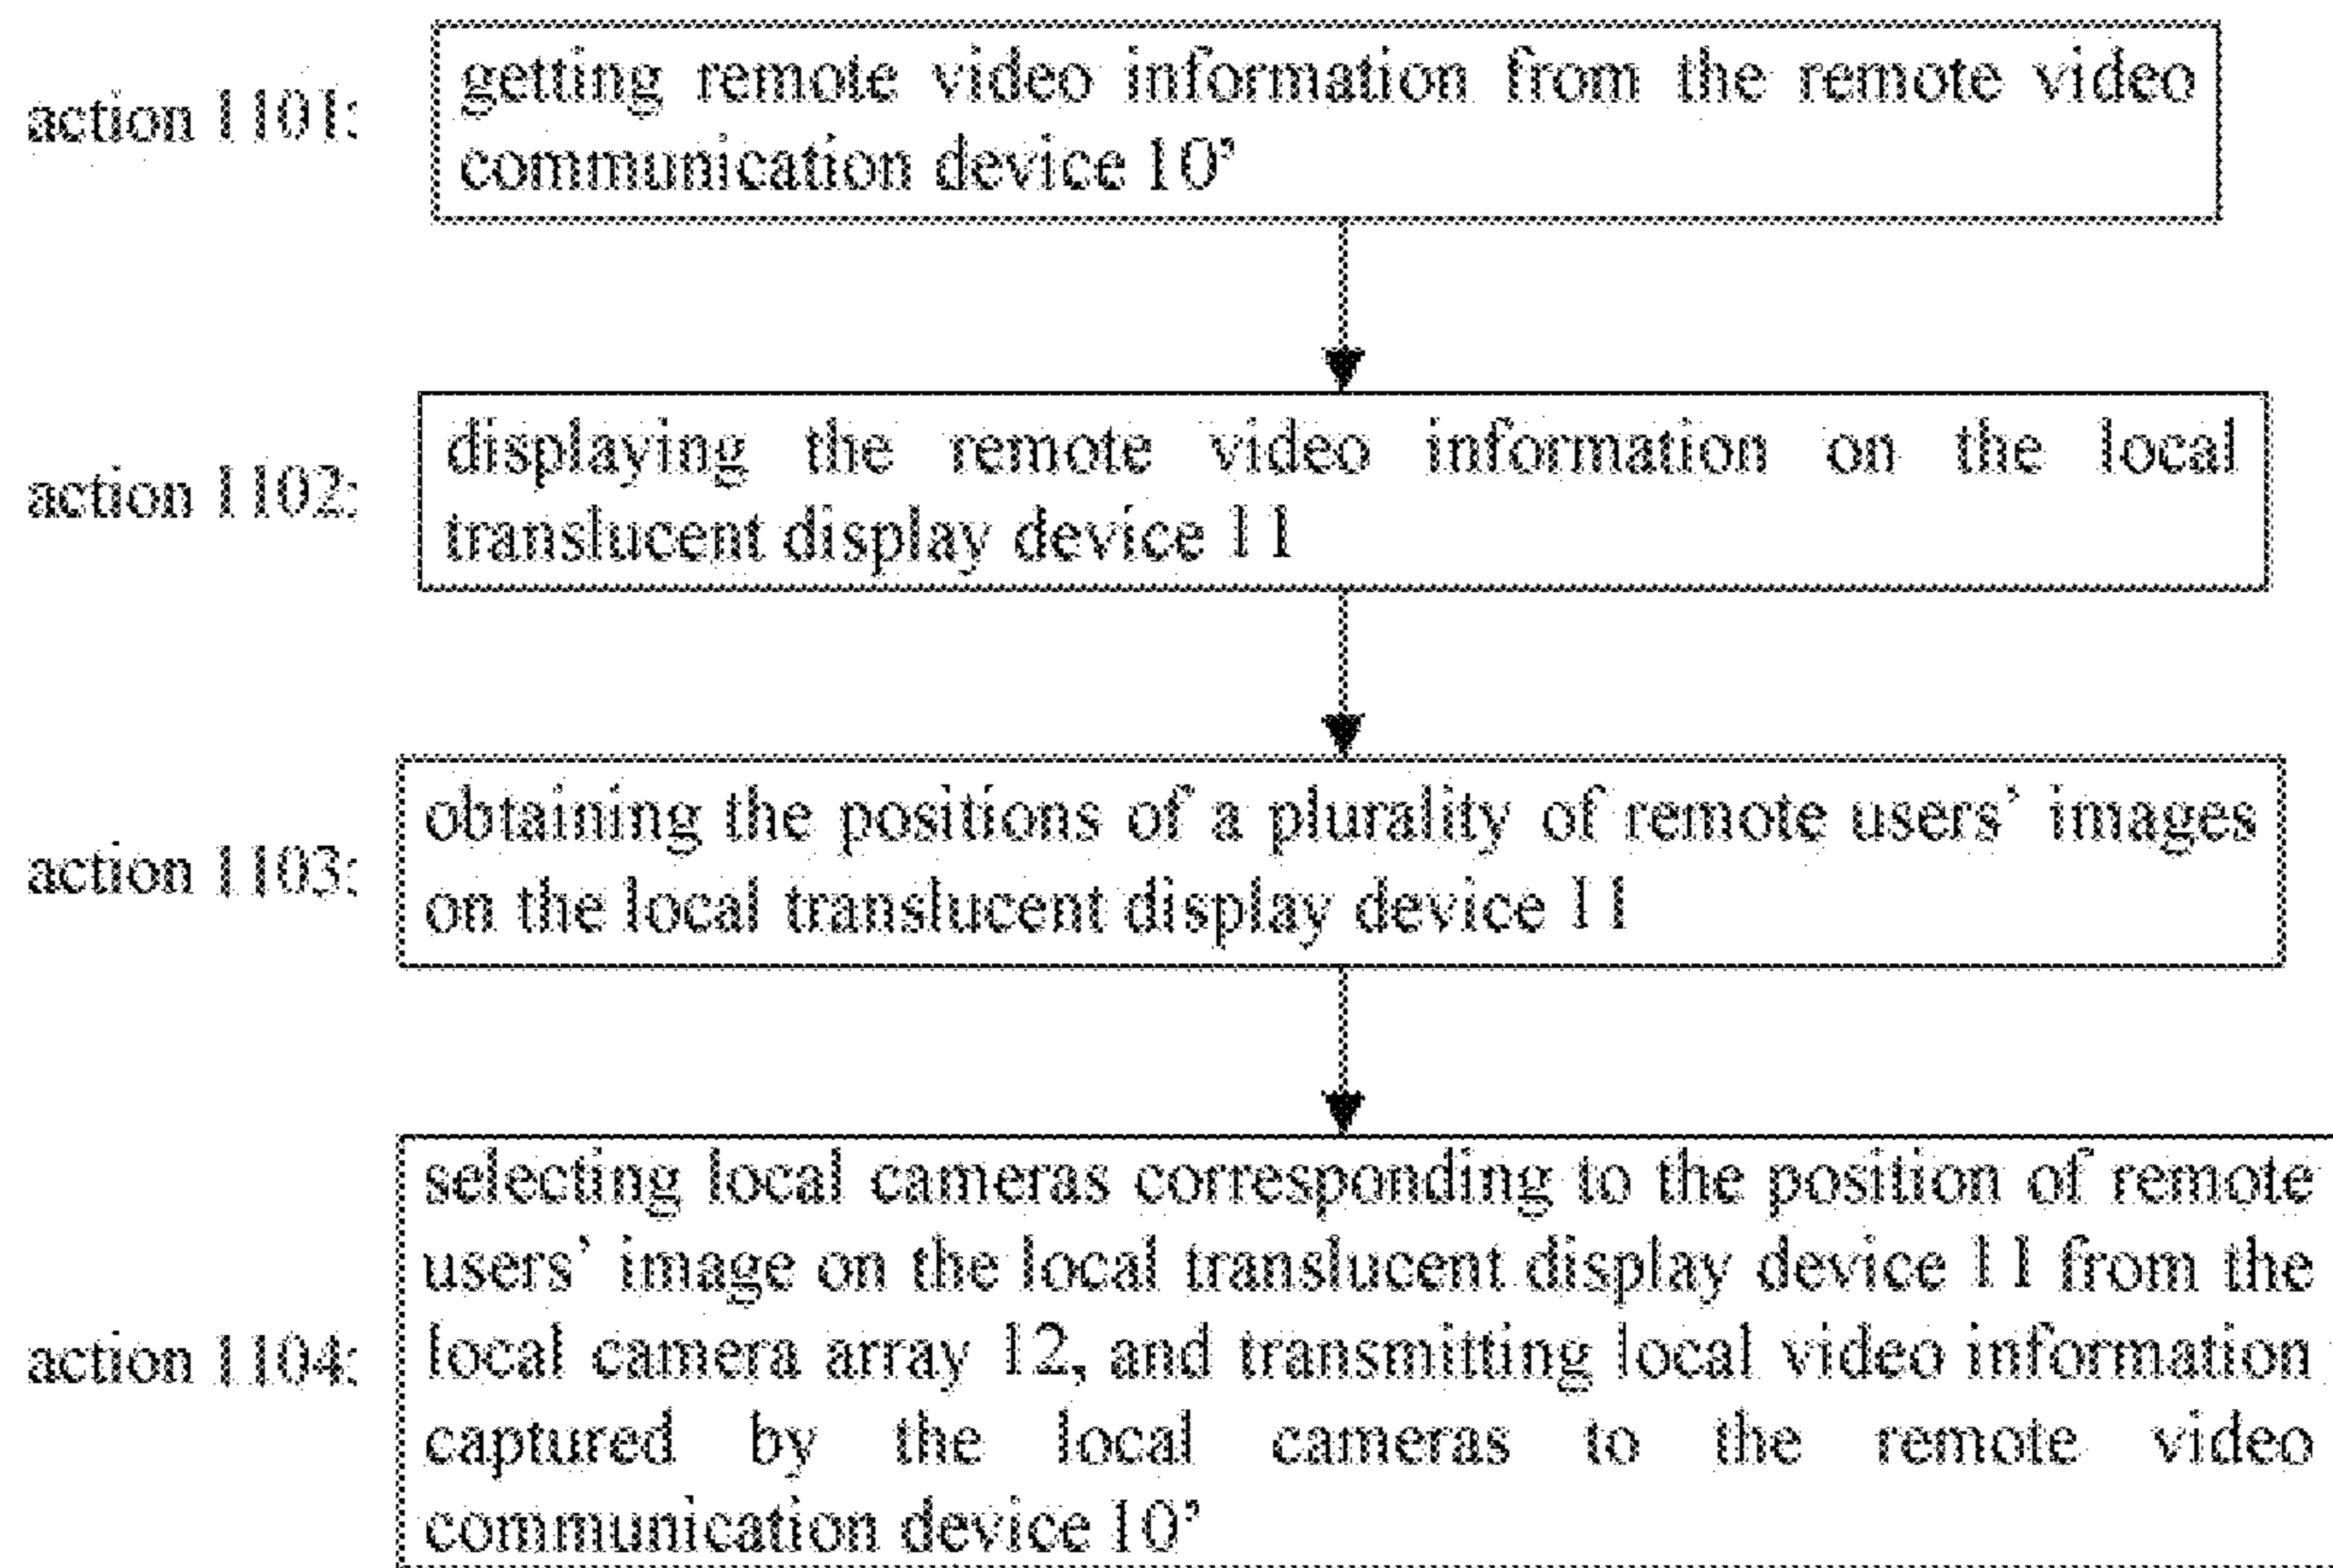 action 1101:
getting remote video information from the remote video
communication device 10’
action 1102:
displaying the remote video information on the local
translucent display device 11
action 1103:
obtaining the positions of a plurality of remote users’ images
on the local translucent display device 11
action 1104:
selecting local cameras corresponding to the position of remote
users’ image on the local translucent display device 11 from the
local camera array 12, and transmitting local video information
captured by the local cameras to the remote video
communication device 10’